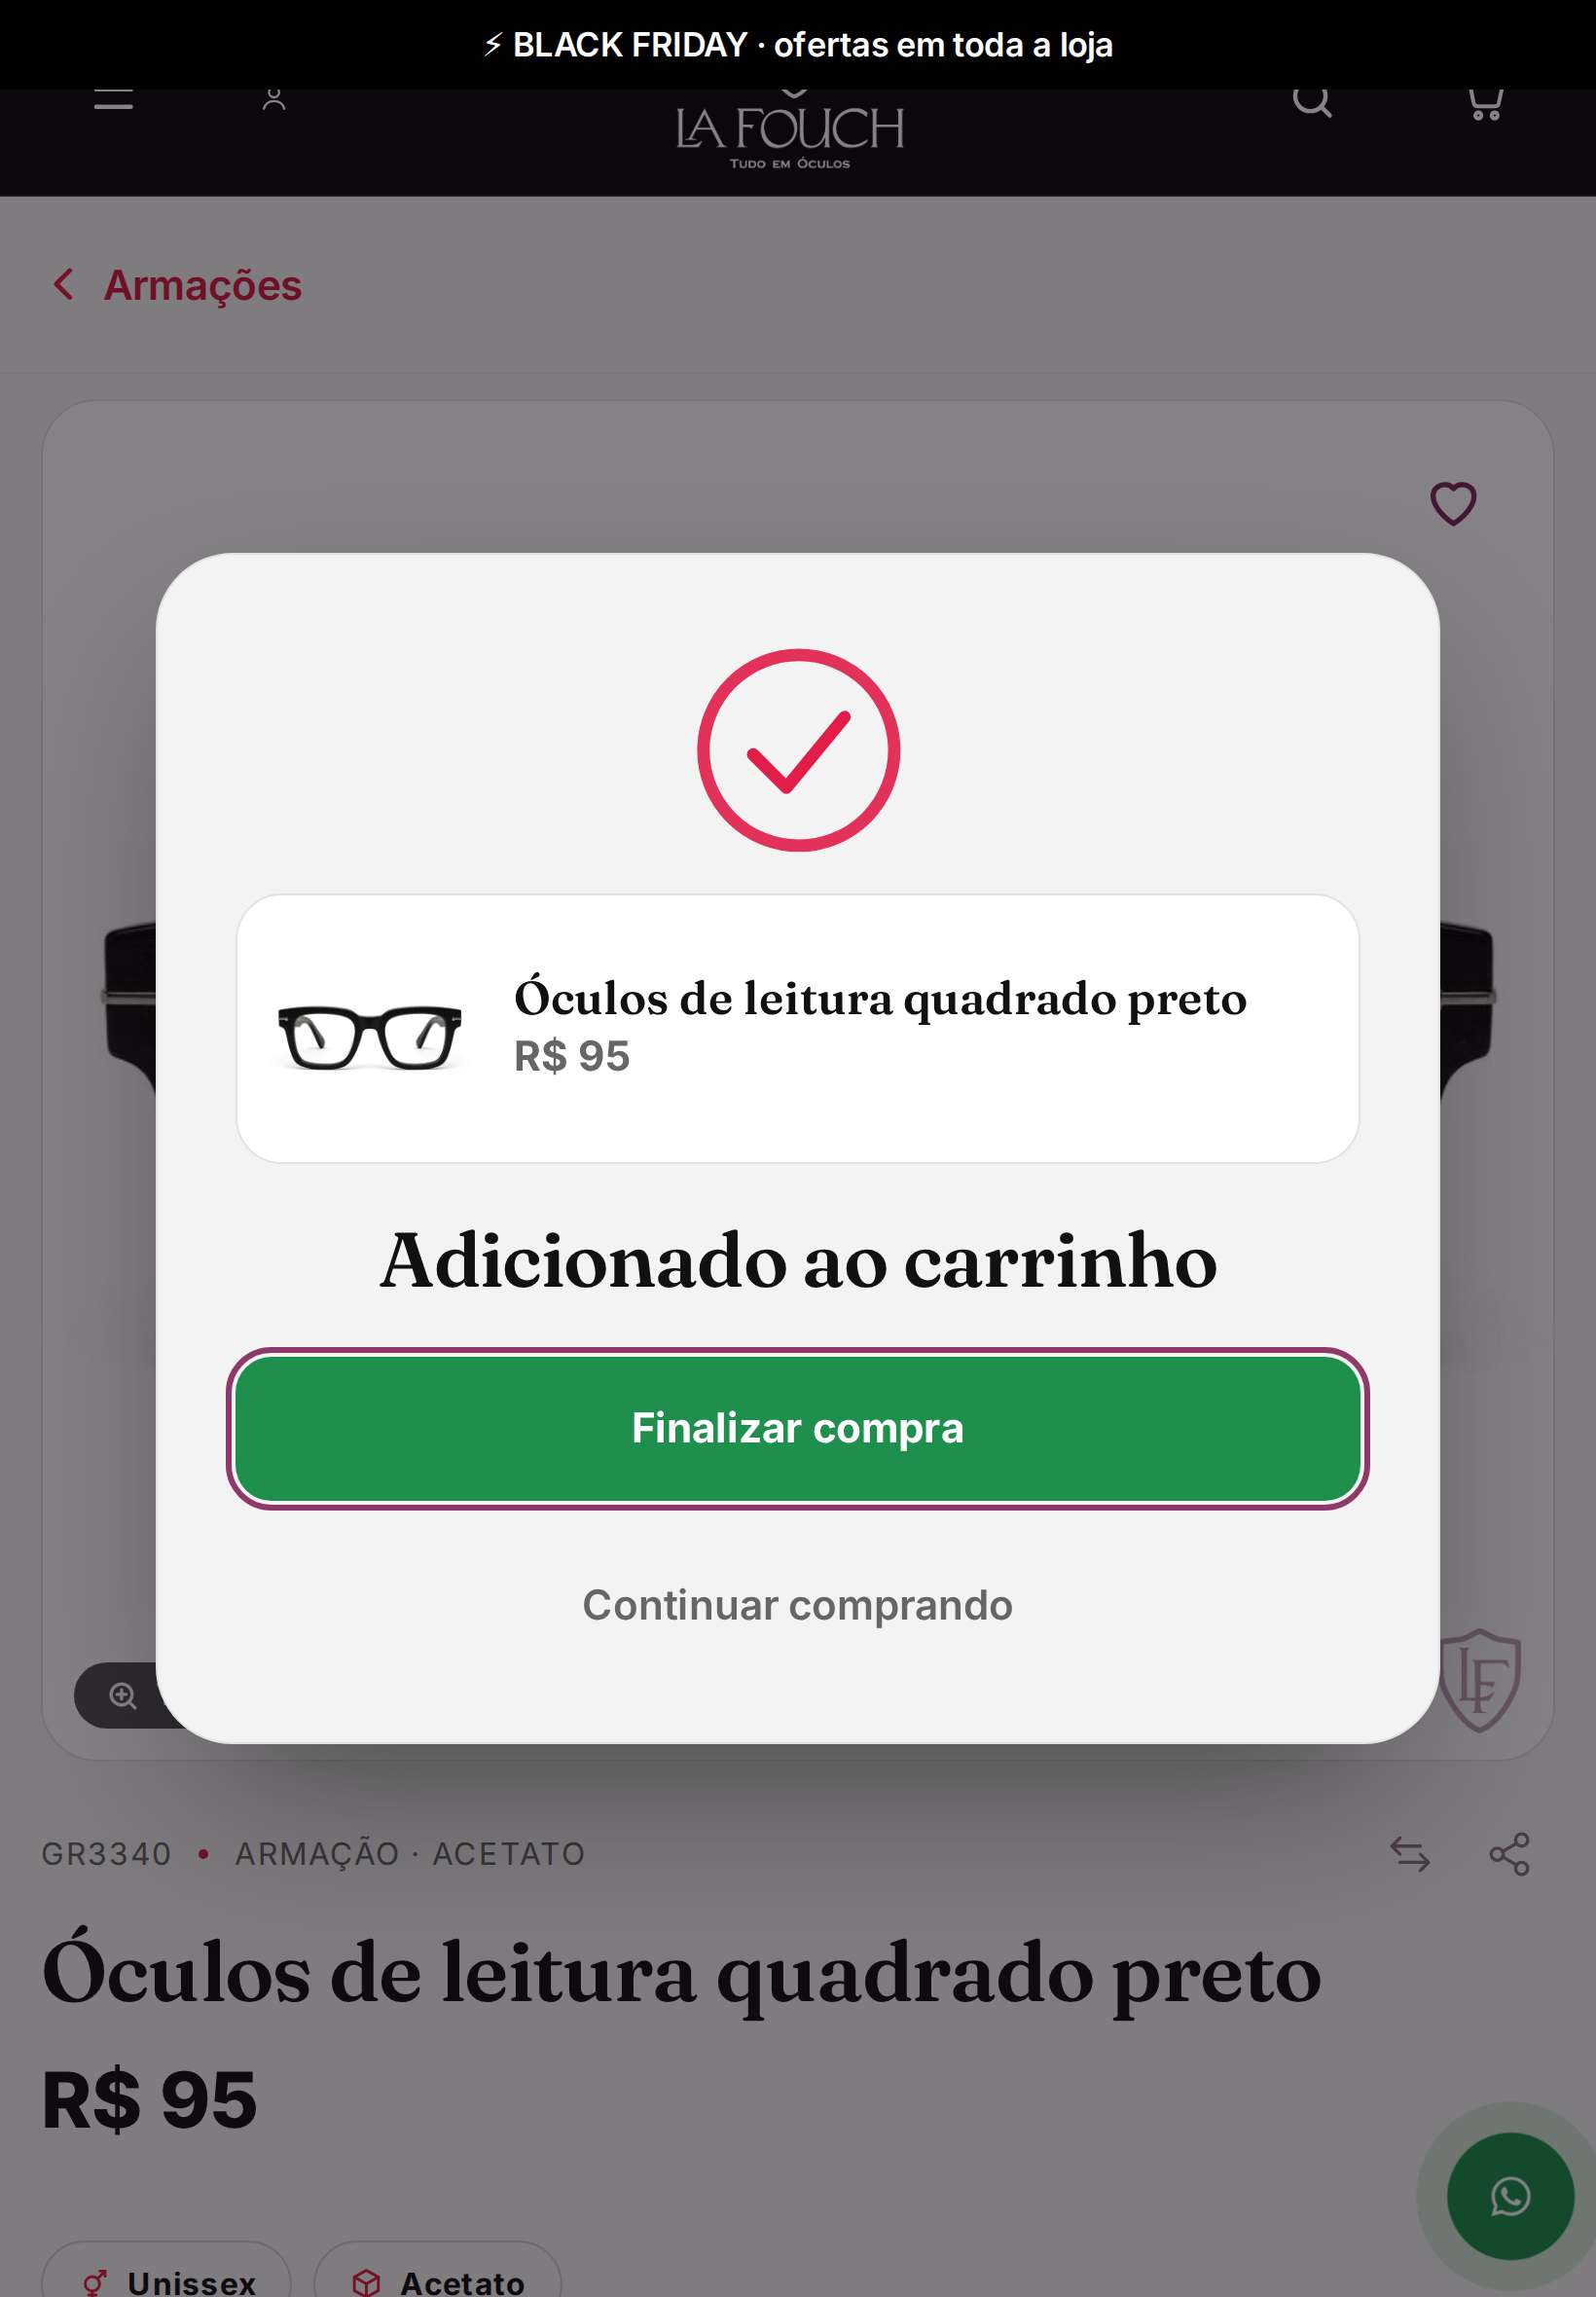 ⚡ BLACK FRIDAY · ofertas em toda a loja
LA FOUCH
TUDO EM ÓCULOS
Armações
Óculos de leitura quadrado preto
R$ 95
Adicionado ao carrinho
Finalizar compra
Continuar comprando
LF
GR3340 • ARMAÇÃO · ACETATO
Óculos de leitura quadrado preto
R$ 95
Unissex
Acetato